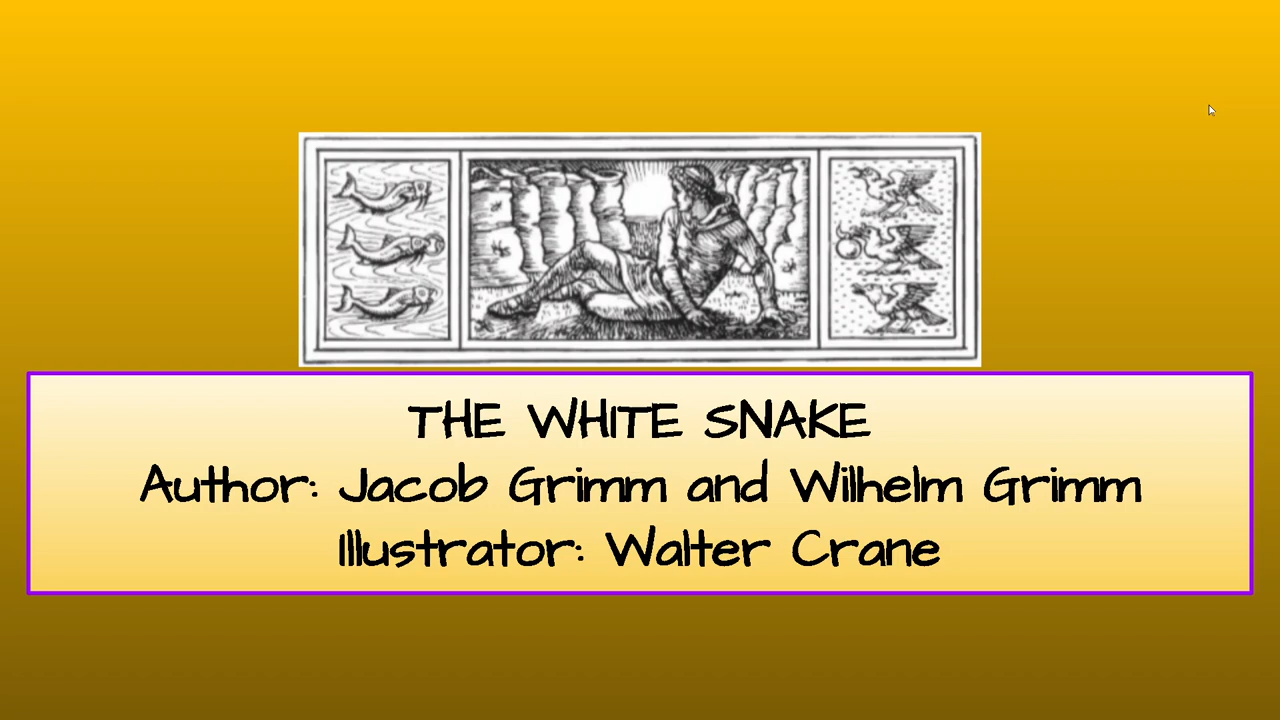 THE WHITE SNAKE
Author: Jacob Grimm and Wilhelm Grimm
Illustrator: Walter Crane